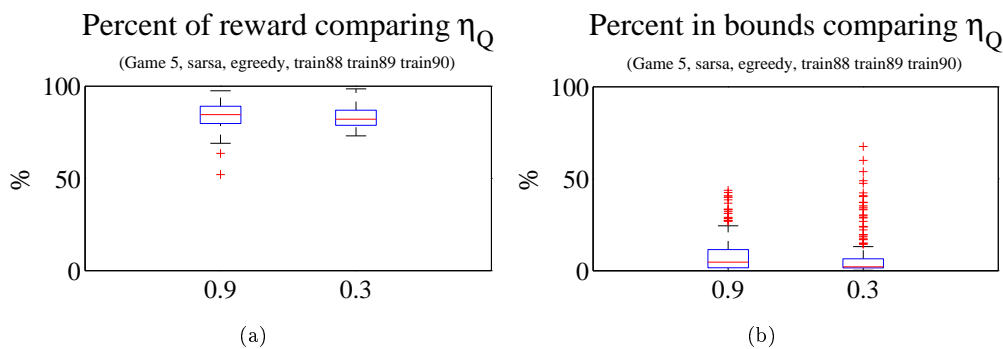 Percent of reward comparing η_Q
(Game 5, sarsa, egreedy, train88 train89 train90)
100
50
0
%
0.9 0.3
(a)
Percent in bounds comparing η_Q
(Game 5, sarsa, egreedy, train88 train89 train90)
100
50
0
%
0.9 0.3
(b)